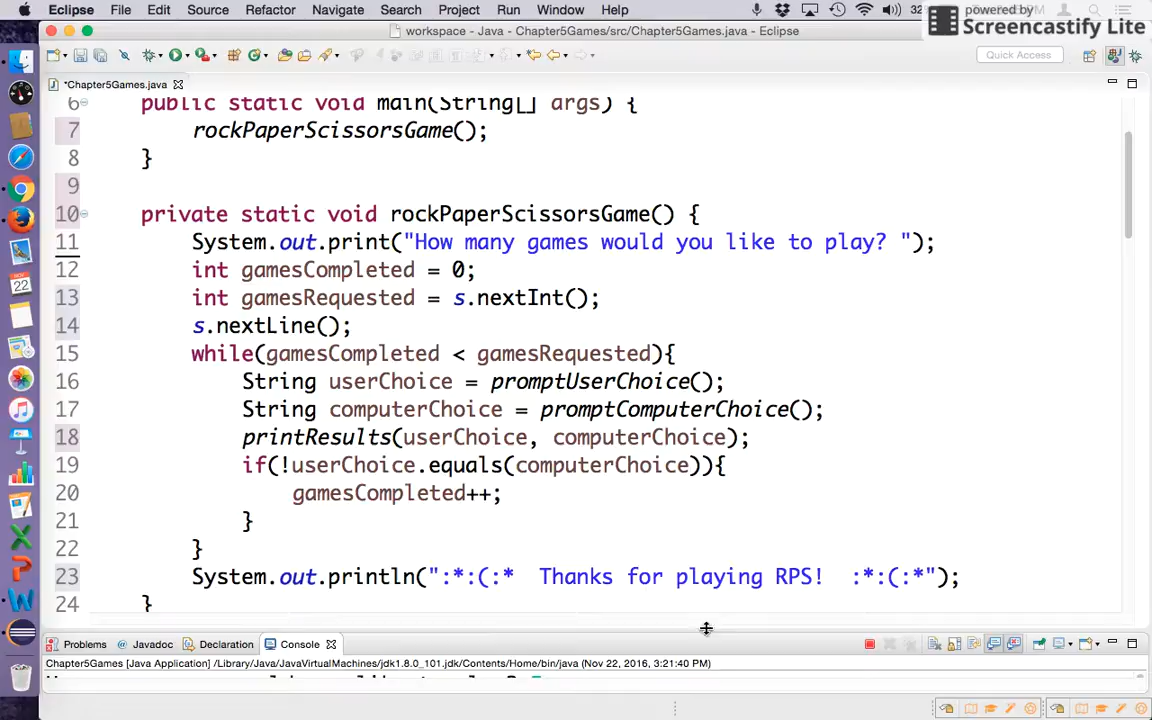 Eclipse File Edit Source Refactor Navigate Search Project Run Window Help
powered by
Screencastify Lite
workspace - Java - Chapter5Games/src/Chapter5Games.java - Eclipse
Quick Access
*Chapter5Games.java
6 public static void main(String[] args) {
7 rockPaperScissorsGame();
8 }
9
10 private static void rockPaperScissorsGame() {
11 System.out.print("How many games would you like to play? ");
12 int gamesCompleted = 0;
13 int gamesRequested = s.nextInt();
14 s.nextLine();
15 while(gamesCompleted < gamesRequested){
16 String userChoice = promptUserChoice();
17 String computerChoice = promptComputerChoice();
18 printResults(userChoice, computerChoice);
19 if(!userChoice.equals(computerChoice)){
20 gamesCompleted++;
21 }
22 }
23 System.out.println(":*:(:*  Thanks for playing RPS!  :*:(:*");
24 }
Problems @ Javadoc Declaration Console
Chapter5Games [Java Application] /Library/Java/JavaVirtualMachines/jdk1.8.0_101.jdk/Contents/Home/bin/java (Nov 22, 2016, 3:21:40 PM)